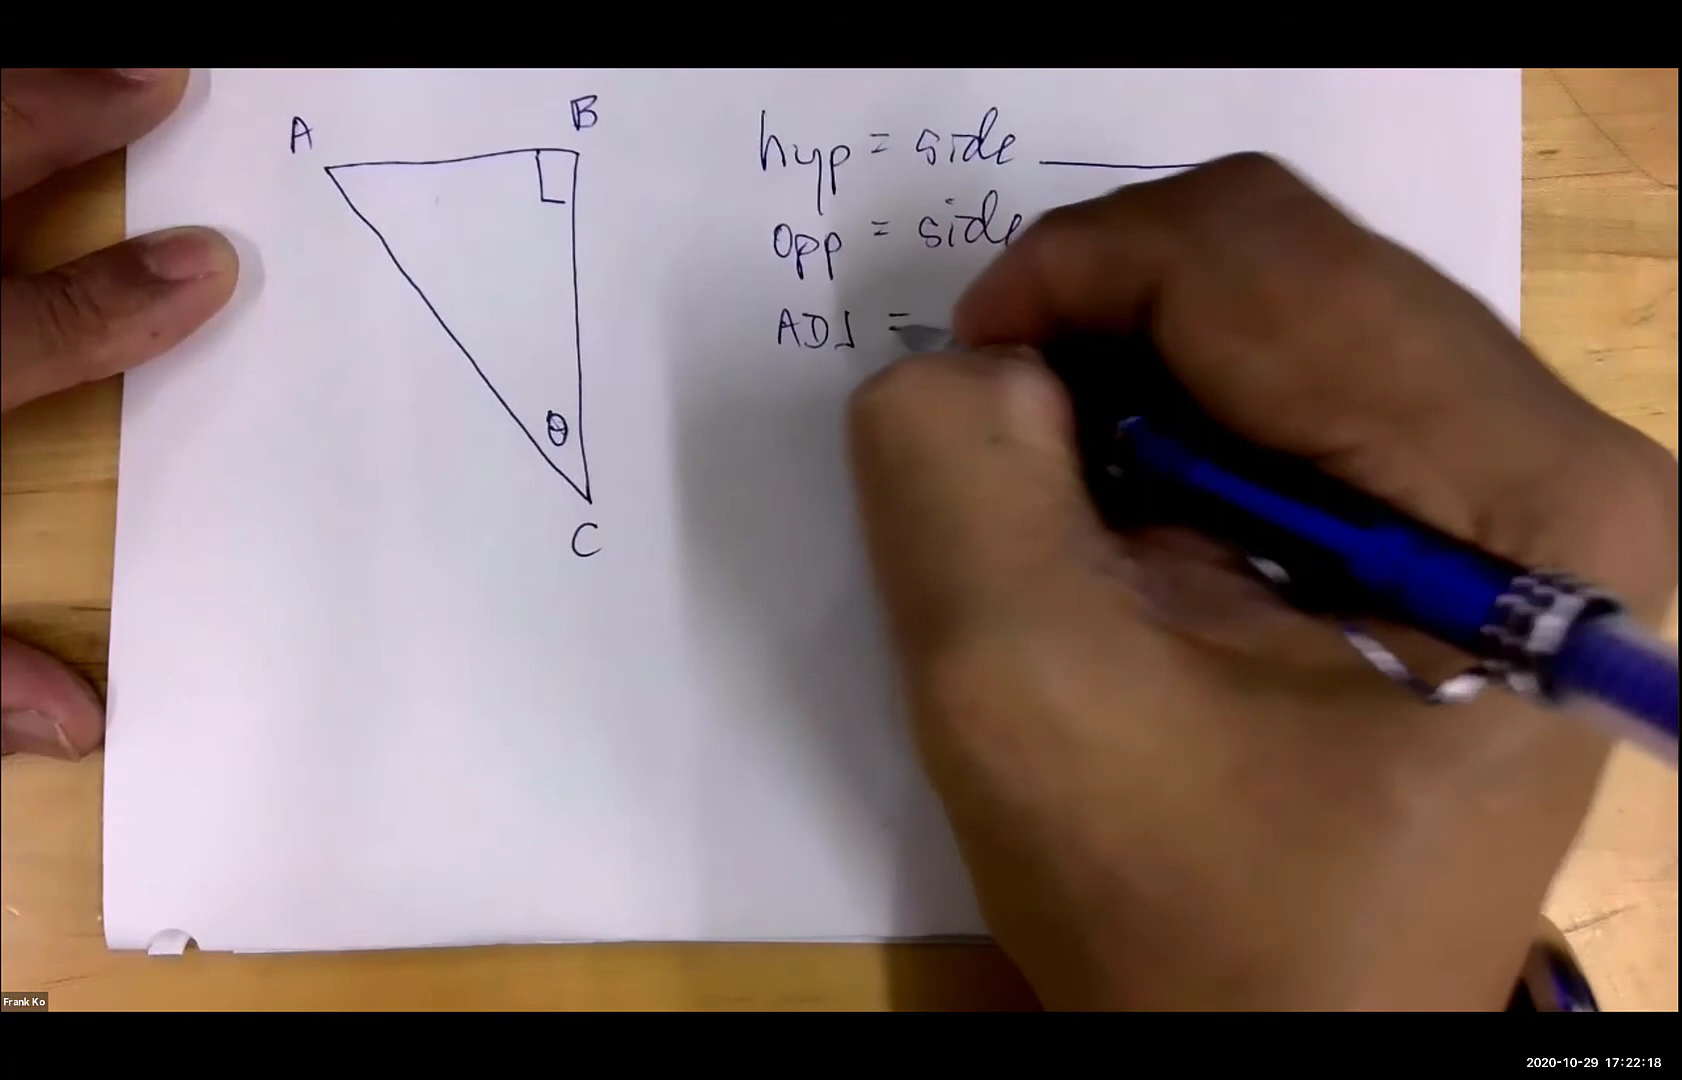 A
B
hyp = side
opp = side
ADJ =
θ
C
Frank Ko
2020-10-29 17:22:18